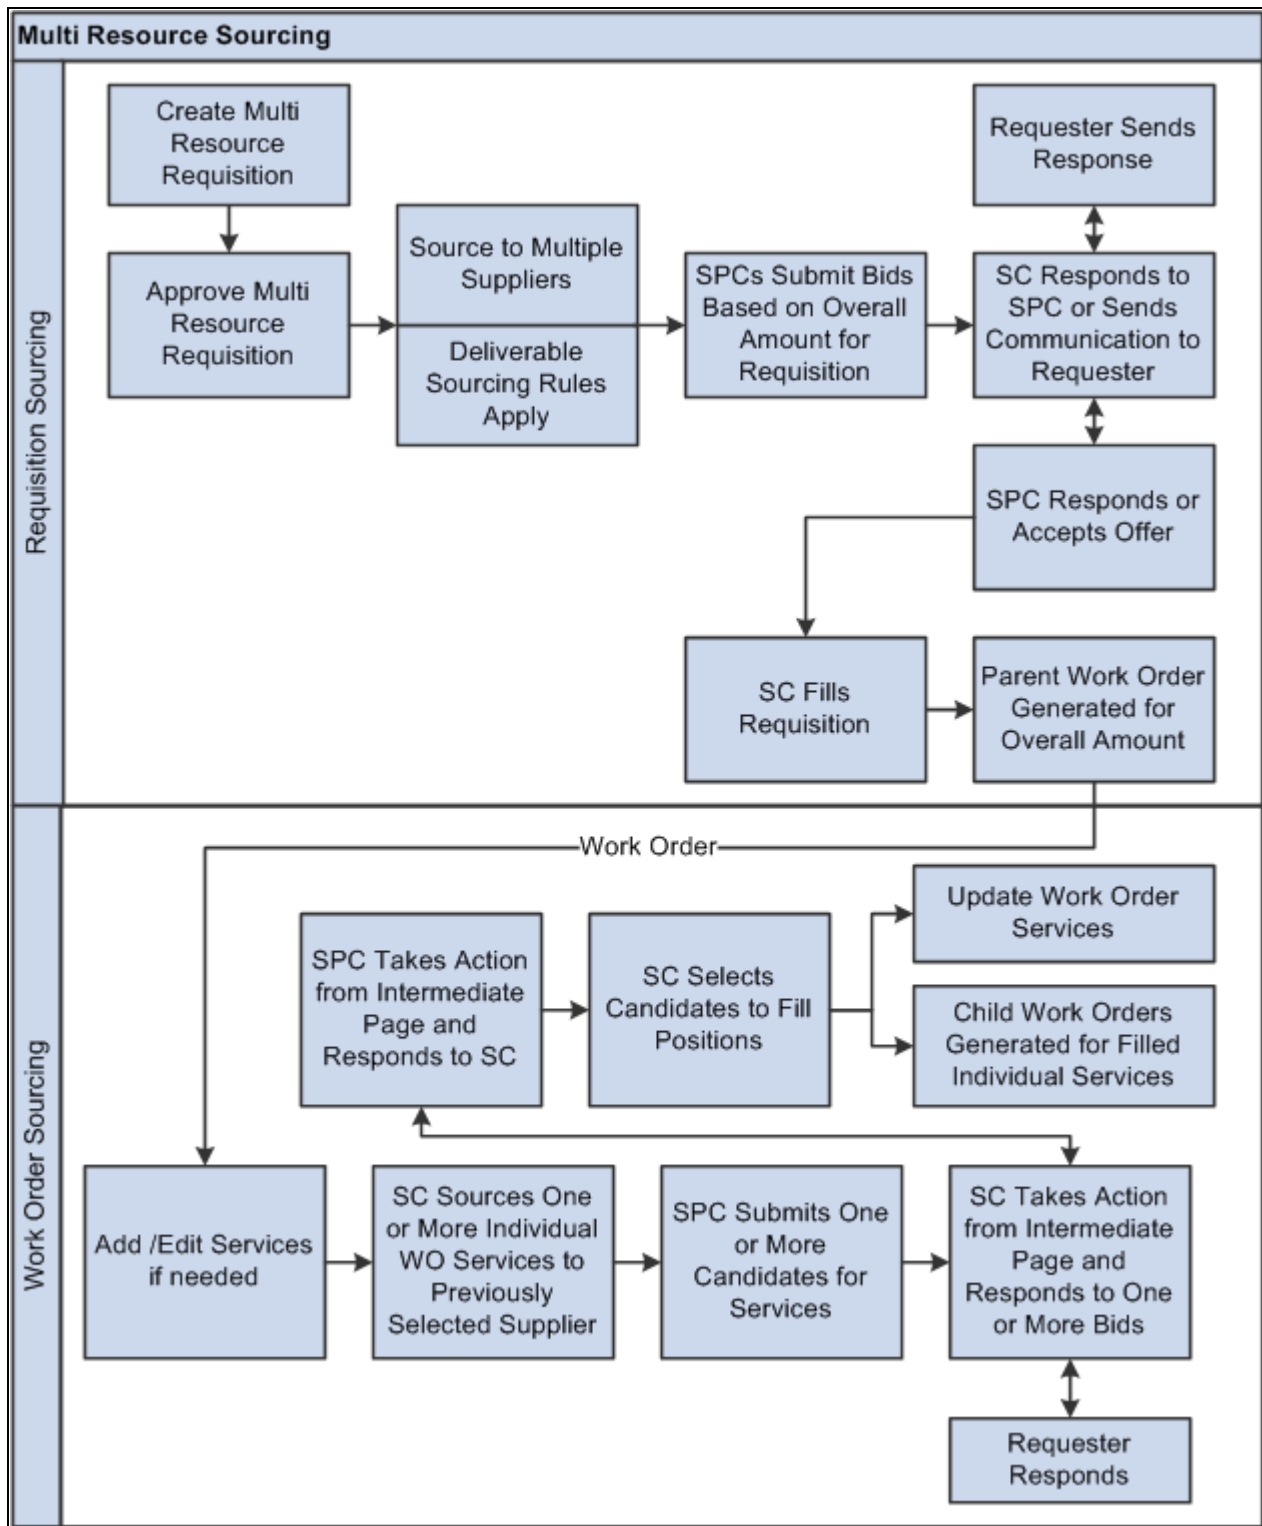 Multi Resource Sourcing
Requisition Sourcing
Create Multi
Resource
Requisition
Approve Multi
Resource
Requisition
Source to Multiple
Suppliers
Deliverable
Sourcing Rules
Apply
SPCs Submit Bids
Based on Overall
Amount for
Requisition
Requester Sends
Response
SC Responds to
SPC or Sends
Communication to
Requester
SPC Responds or
Accepts Offer
SC Fills
Requisition
Parent Work Order
Generated for
Overall Amount
Work Order Sourcing
Work Order
SPC Takes Action
from Intermediate
Page and
Responds to SC
SC Selects
Candidates to Fill
Positions
Update Work Order
Services
Child Work Orders
Generated for Filled
Individual Services
Add /Edit Services
if needed
SC Sources One
or More Individual
WO Services to
Previously
Selected Supplier
SPC Submits One
or More
Candidates for
Services
SC Takes Action
from Intermediate
Page and
Responds to One
or More Bids
Requester
Responds